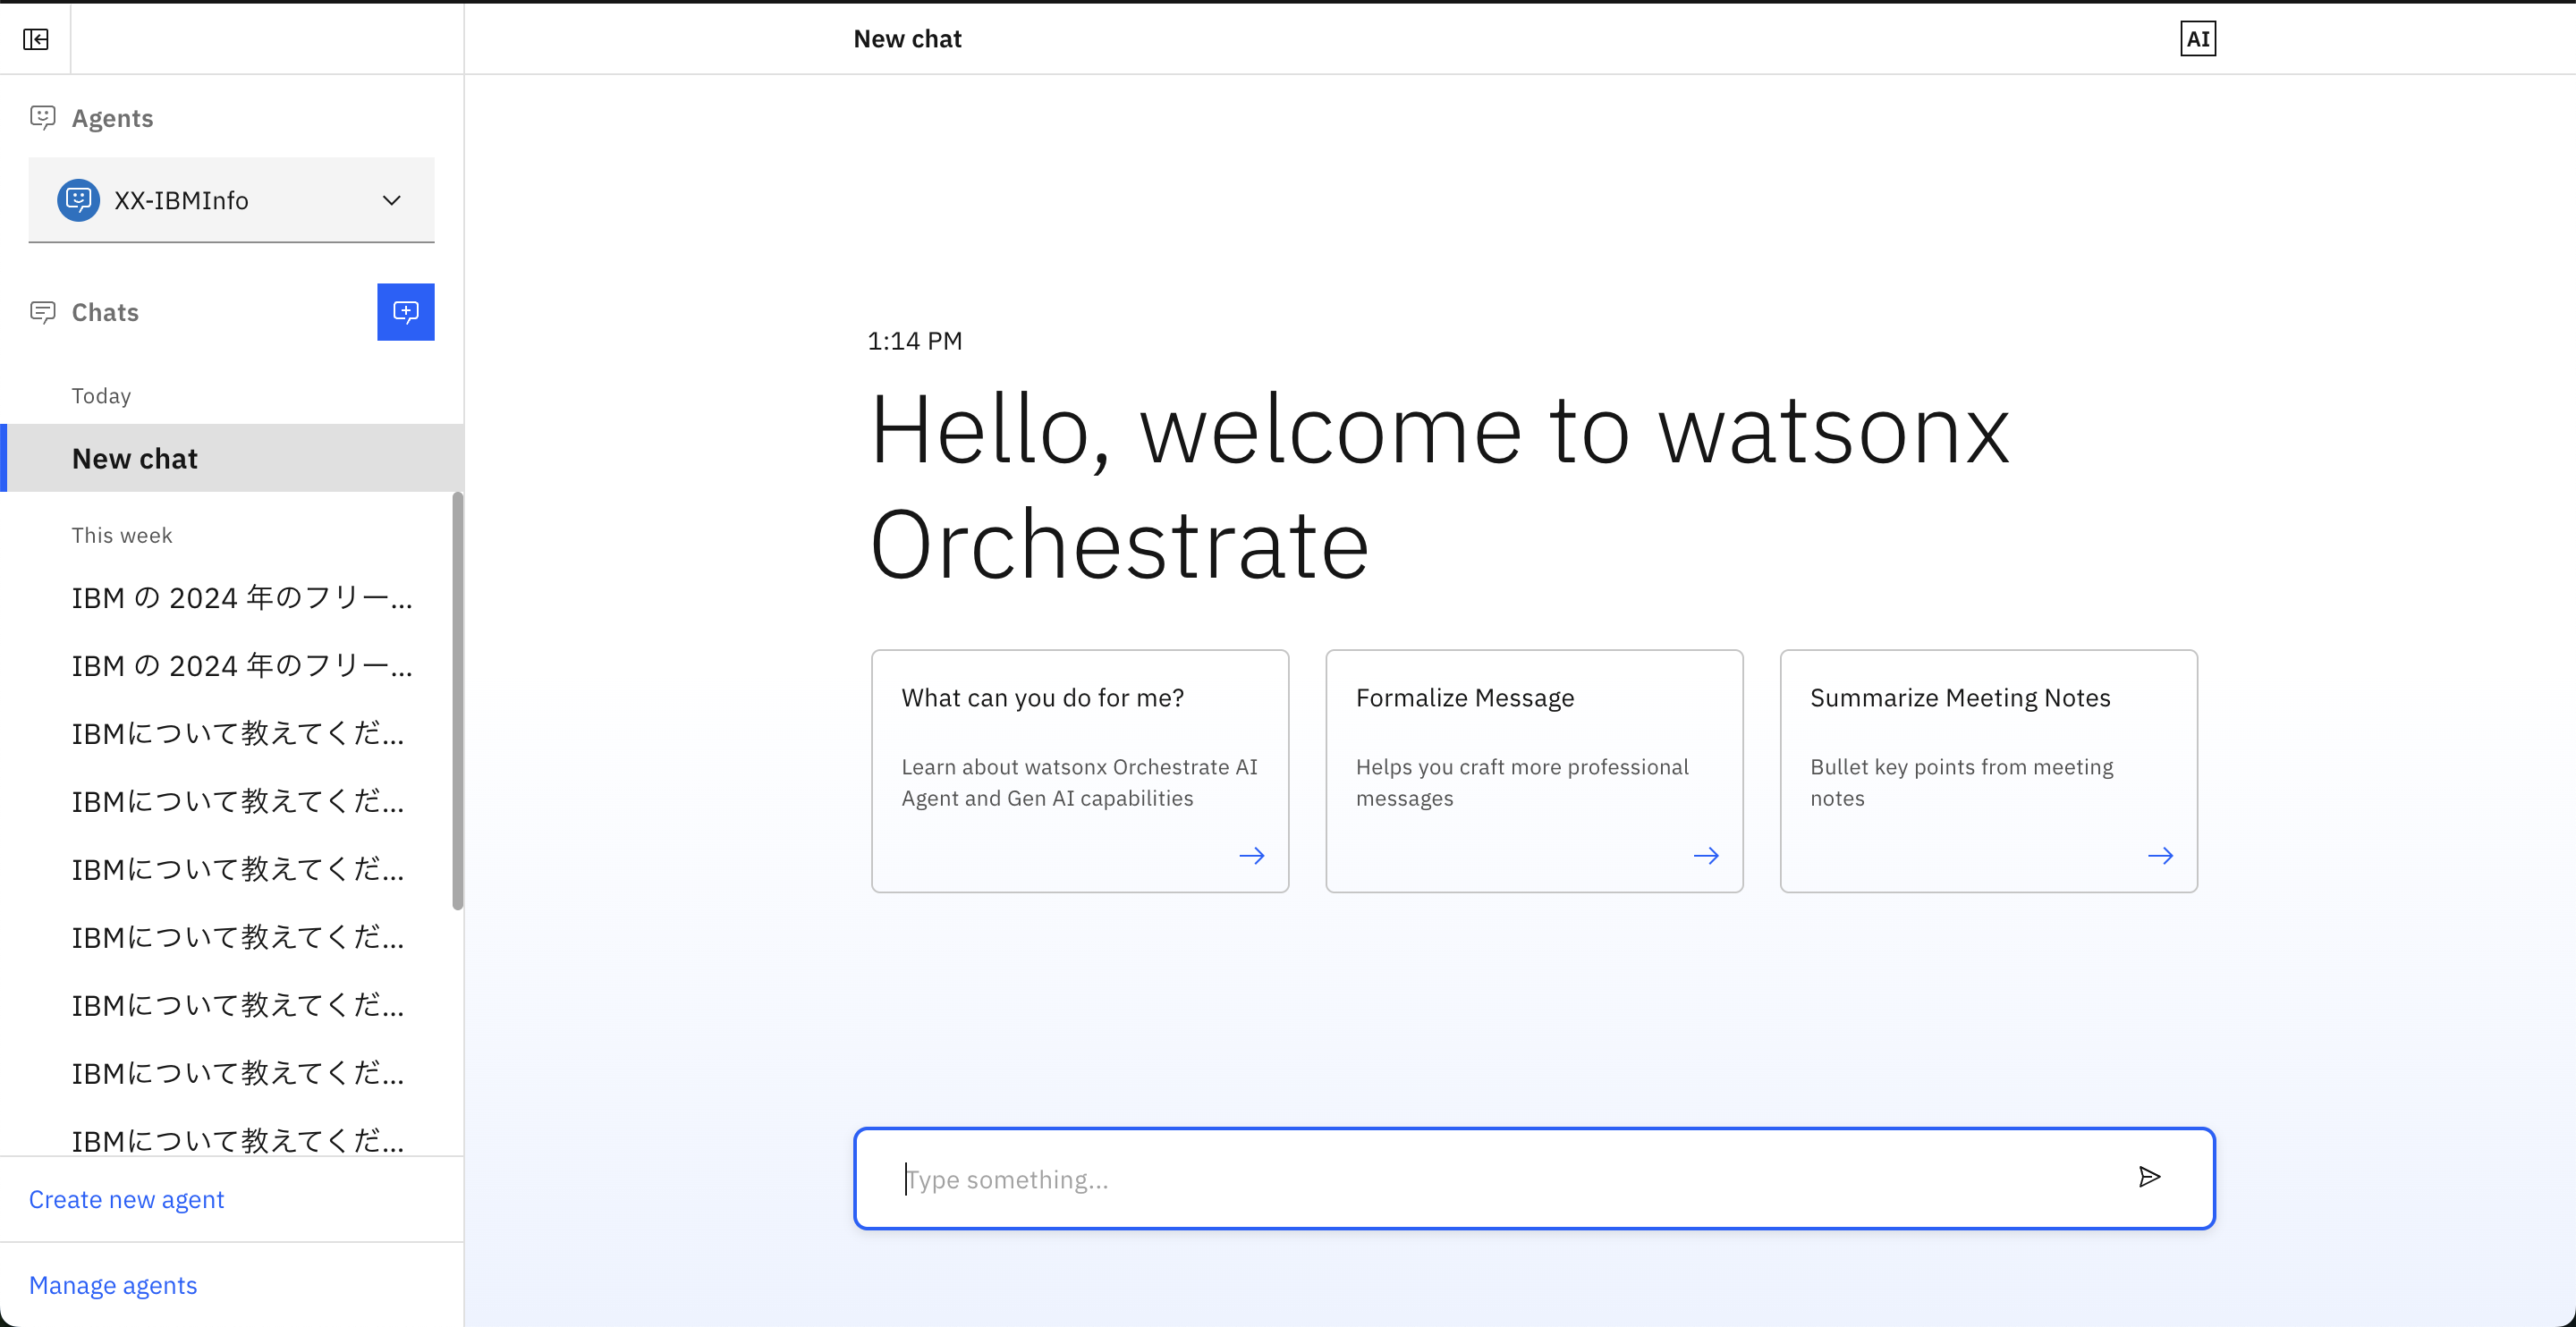 New chat
AI
Agents
XX-IBMInfo
Chats
Today
New chat
This week
IBM の 2024 年のフリー...
IBM の 2024 年のフリー...
IBMについて教えてくだ...
IBMについて教えてくだ...
IBMについて教えてくだ...
IBMについて教えてくだ...
IBMについて教えてくだ...
IBMについて教えてくだ...
IBMについて教えてくだ...
Create new agent
Manage agents
1:14 PM
Hello, welcome to watsonx
Orchestrate
What can you do for me?
Learn about watsonx Orchestrate AI
Agent and Gen AI capabilities
Formalize Message
Helps you craft more professional
messages
Summarize Meeting Notes
Bullet key points from meeting
notes
Type something...